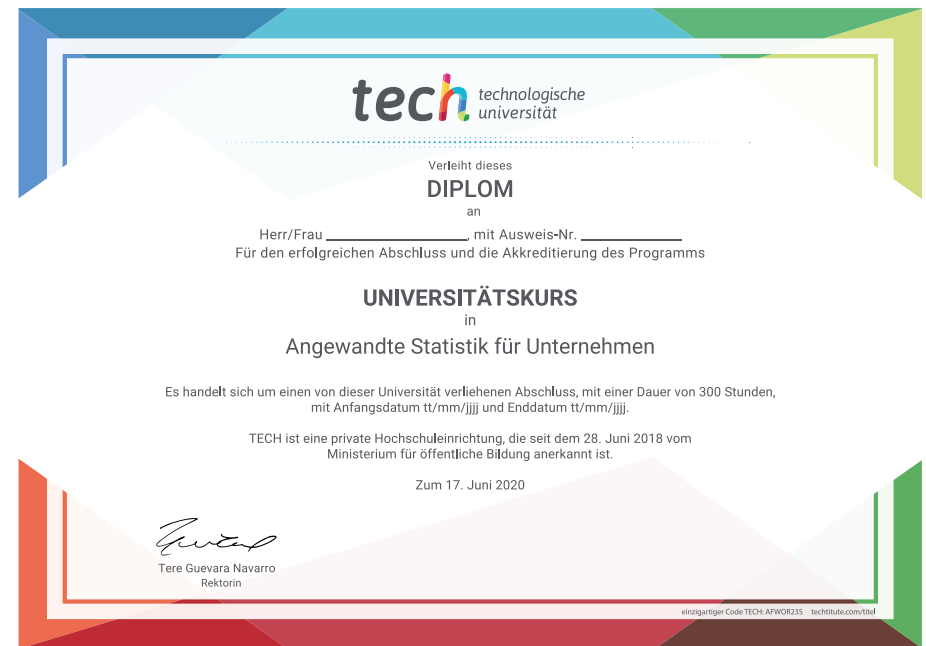 tech technologische
universität
Verleiht dieses
DIPLOM
an
Herr/Frau ____________________, mit Ausweis-Nr. ______________
Für den erfolgreichen Abschluss und die Akkreditierung des Programms
UNIVERSITÄTSKURS
in
Angewandte Statistik für Unternehmen
Es handelt sich um einen von dieser Universität verliehenen Abschluss, mit einer Dauer von 300 Stunden,
mit Anfangsdatum tt/mm/jjjj und Enddatum tt/mm/jjjj.
TECH ist eine private Hochschuleinrichtung, die seit dem 28. Juni 2018 vom
Ministerium für öffentliche Bildung anerkannt ist.
Zum 17. Juni 2020
Tere Guevara Navarro
Rektorin
einzigartiger Code TECH: AFWOR23S techtitute.com/titel